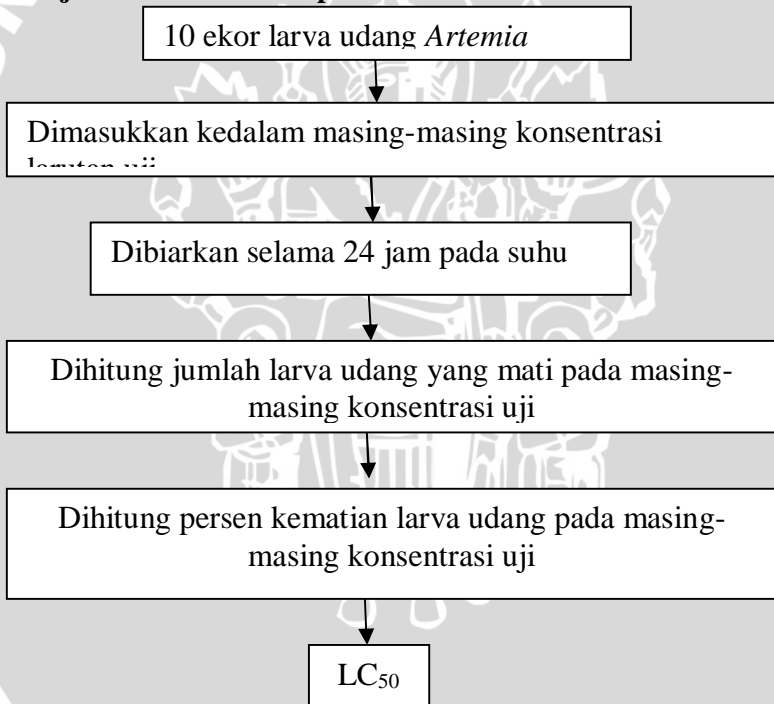 10 ekor larva udang Artemia
Dimasukkan kedalam masing-masing konsentrasi
larutan uji
Dibiarkan selama 24 jam pada suhu
Dihitung jumlah larva udang yang mati pada masing-
masing konsentrasi uji
Dihitung persen kematian larva udang pada masing-
masing konsentrasi uji
LC50